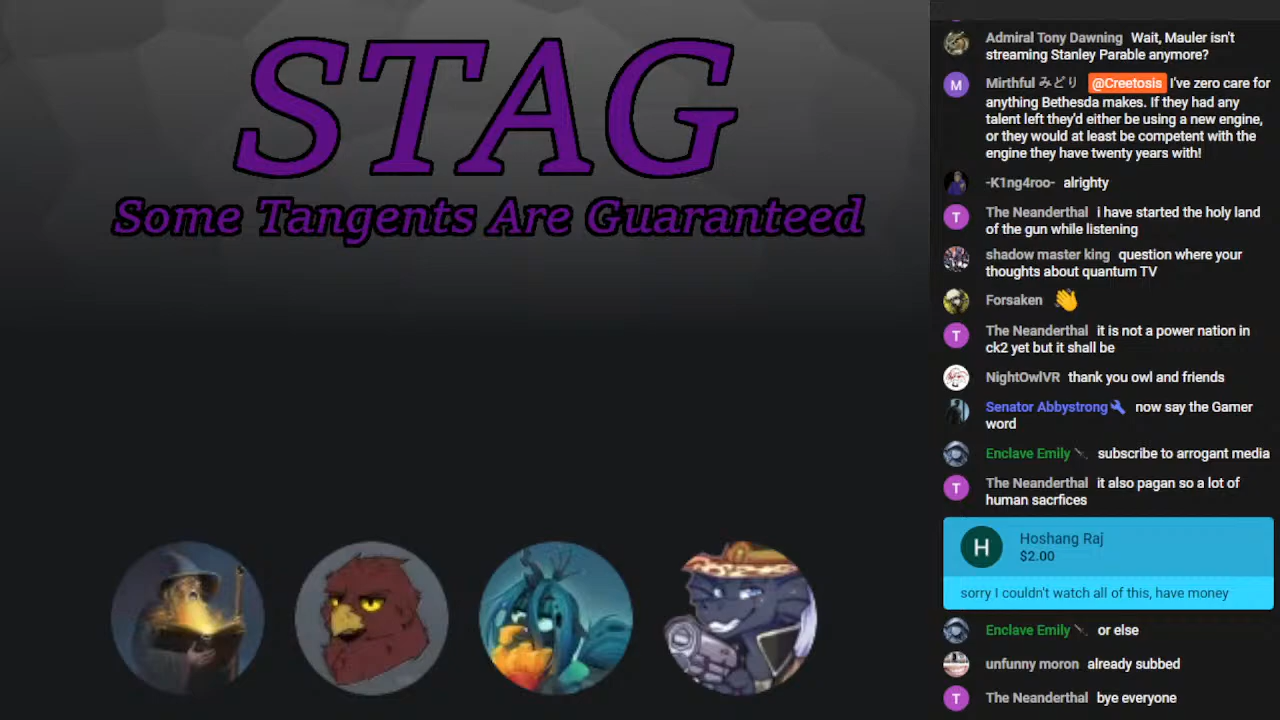 STAG
Some Tangents Are Guaranteed
Admiral Tony Dawning Wait, Mauler isn't
streaming Stanley Parable anymore?
M
Mirthful みどり @Creetosis I've zero care for
anything Bethesda makes. If they had any
talent left they'd either be using a new engine,
or they would at least be competent with the
engine they have twenty years with!
-K1ng4roo- alrighty
T
The Neanderthal i have started the holy land
of the gun while listening
shadow master king question where your
thoughts about quantum TV
Forsaken 👋
T
The Neanderthal it is not a power nation in
ck2 yet but it shall be
NightOwlVR thank you owl and friends
Senator Abbystrong now say the Gamer
word
Enclave Emily subscribe to arrogant media
T
The Neanderthal it also pagan so a lot of
human sacrfices
H
Hoshang Raj
$2.00
sorry I couldn't watch all of this, have money
Enclave Emily or else
unfunny moron already subbed
T
The Neanderthal bye everyone